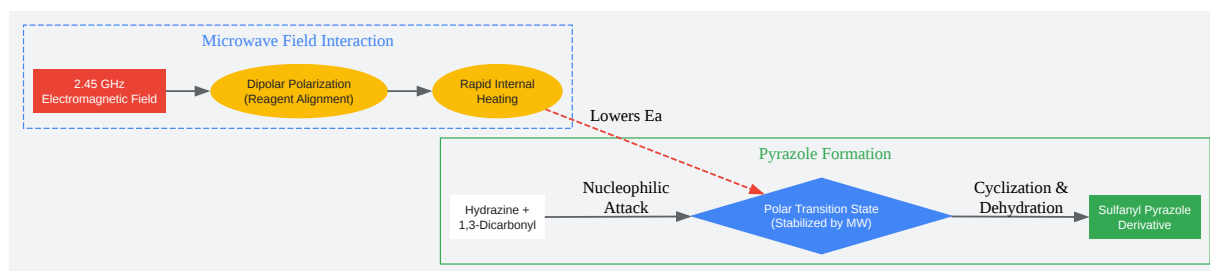 Microwave Field Interaction
2.45 GHz
Electromagnetic Field
Dipolar Polarization
(Reagent Alignment)
Rapid Internal
Heating
Lowers Ea
Pyrazole Formation
Hydrazine +
1,3-Dicarbonyl
Nucleophilic
Attack
Polar Transition State
(Stabilized by MW)
Cyclization &
Dehydration
Sulfanyl Pyrazole
Derivative